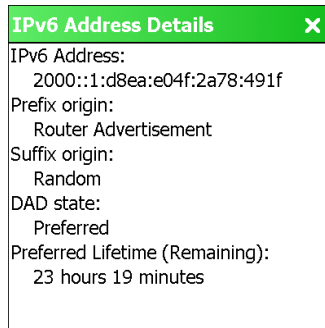 IPv6 Address Details
IPv6 Address:
2000::1:d8ea:e04f:2a78:491f
Prefix origin:
Router Advertisement
Suffix origin:
Random
DAD state:
Preferred
Preferred Lifetime (Remaining):
23 hours 19 minutes